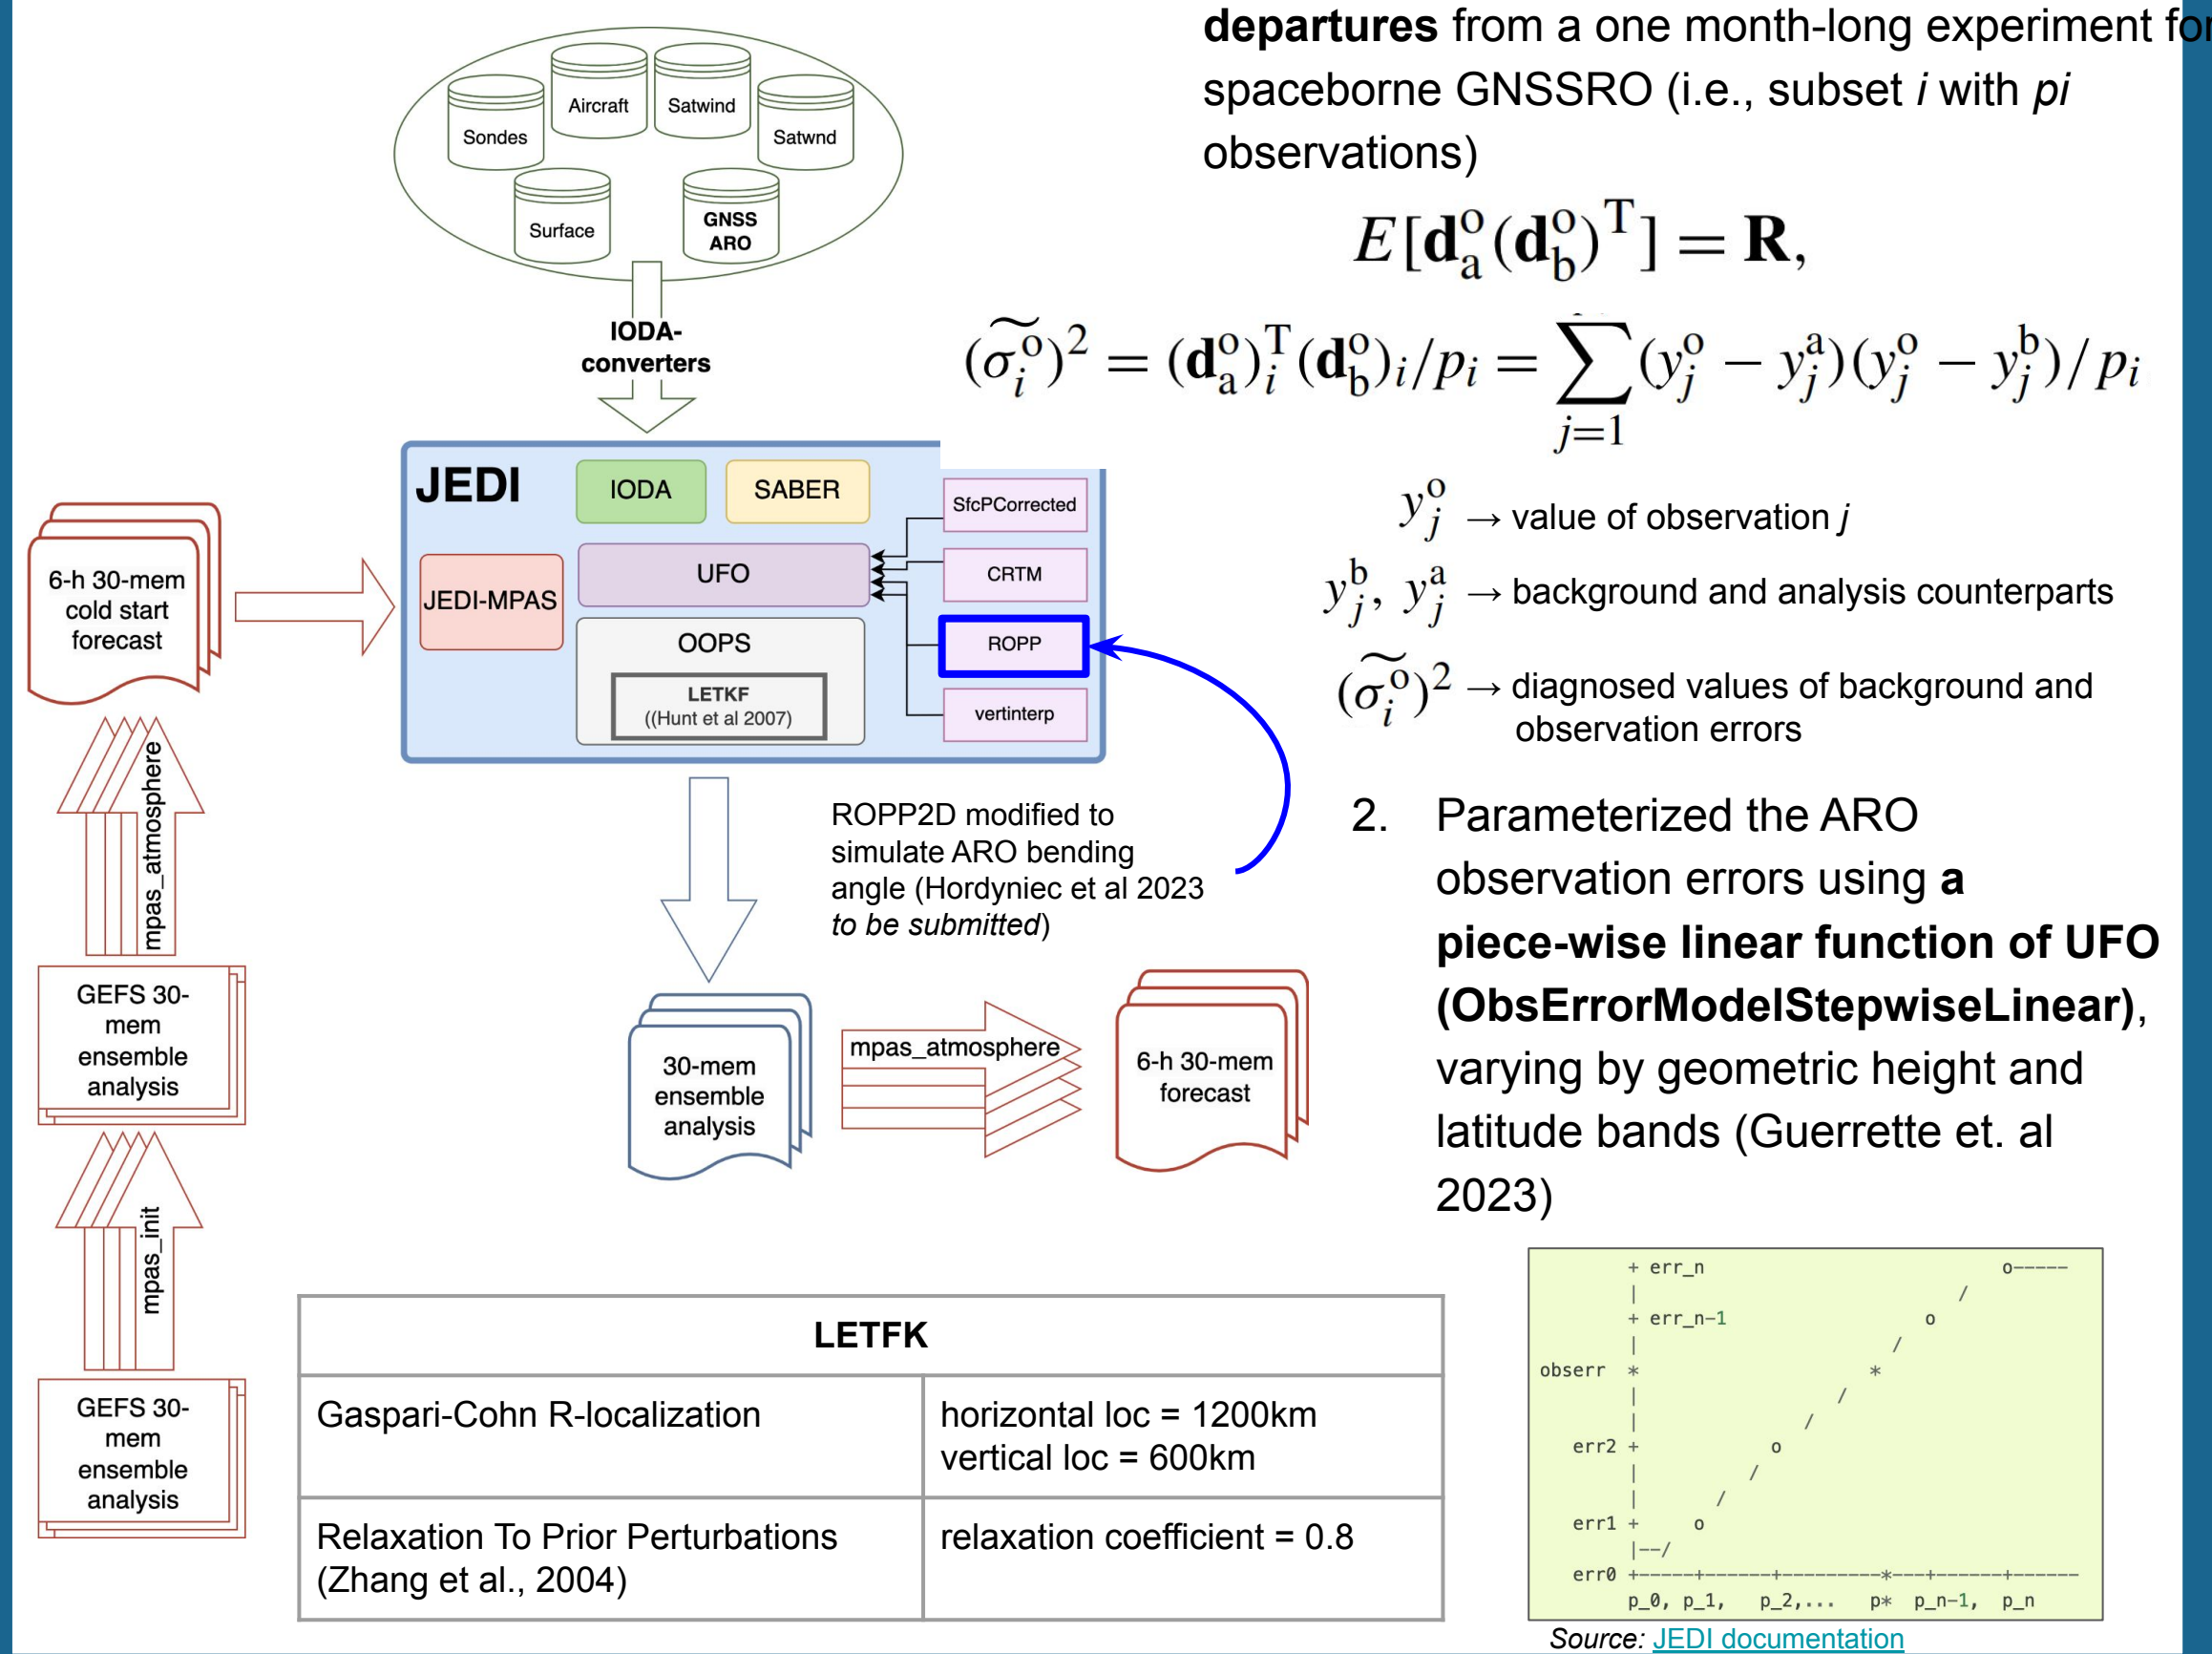 Sondes
Aircraft
Satwind
Satwnd
Surface
GNSS
ARO
IODA-
converters
JEDI
IODA
SABER
SfcPCorrected
UFO
CRTM
JEDI-MPAS
OOPS
ROPP
LETKF
((Hunt et al 2007)
vertinterp
6-h 30-mem
cold start
forecast
mpas_atmosphere
GEFS 30-
mem
ensemble
analysis
mpas_init
GEFS 30-
mem
ensemble
analysis
ROPP2D modified to
simulate ARO bending
angle (Hordyniec et al 2023
to be submitted)
30-mem
ensemble
analysis
mpas_atmosphere
6-h 30-mem
forecast
LETFK
Gaspari-Cohn R-localization
horizontal loc = 1200km
vertical loc = 600km
Relaxation To Prior Perturbations
(Zhang et al., 2004)
relaxation coefficient = 0.8
departures from a one month-long experiment for
spaceborne GNSSRO (i.e., subset i with pi
observations)
E[d_a^o(d_b^o)^T] = R,
(σ̃_i^o)^2 = (d_a^o)_i^T(d_b^o)_i/p_i = ∑_{j=1}(y_j^o − y_j^a)(y_j^o − y_j^b)/p_i
y_j^o → value of observation j
y_j^b, y_j^a → background and analysis counterparts
(σ̃_i^o)^2 → diagnosed values of background and
observation errors
2. Parameterized the ARO
observation errors using a
piece-wise linear function of UFO
(ObsErrorModelStepwiseLinear),
varying by geometric height and
latitude bands (Guerrette et. al
2023)
+ err_n o-----
| /
+ err_n-1 o
| /
obserr * *
| /
| /
err2 + o
| /
| /
err1 + o
|--/
err0 +-----+------+---------*---+------+------
p_0, p_1, p_2,... p* p_n-1, p_n
Source: JEDI documentation